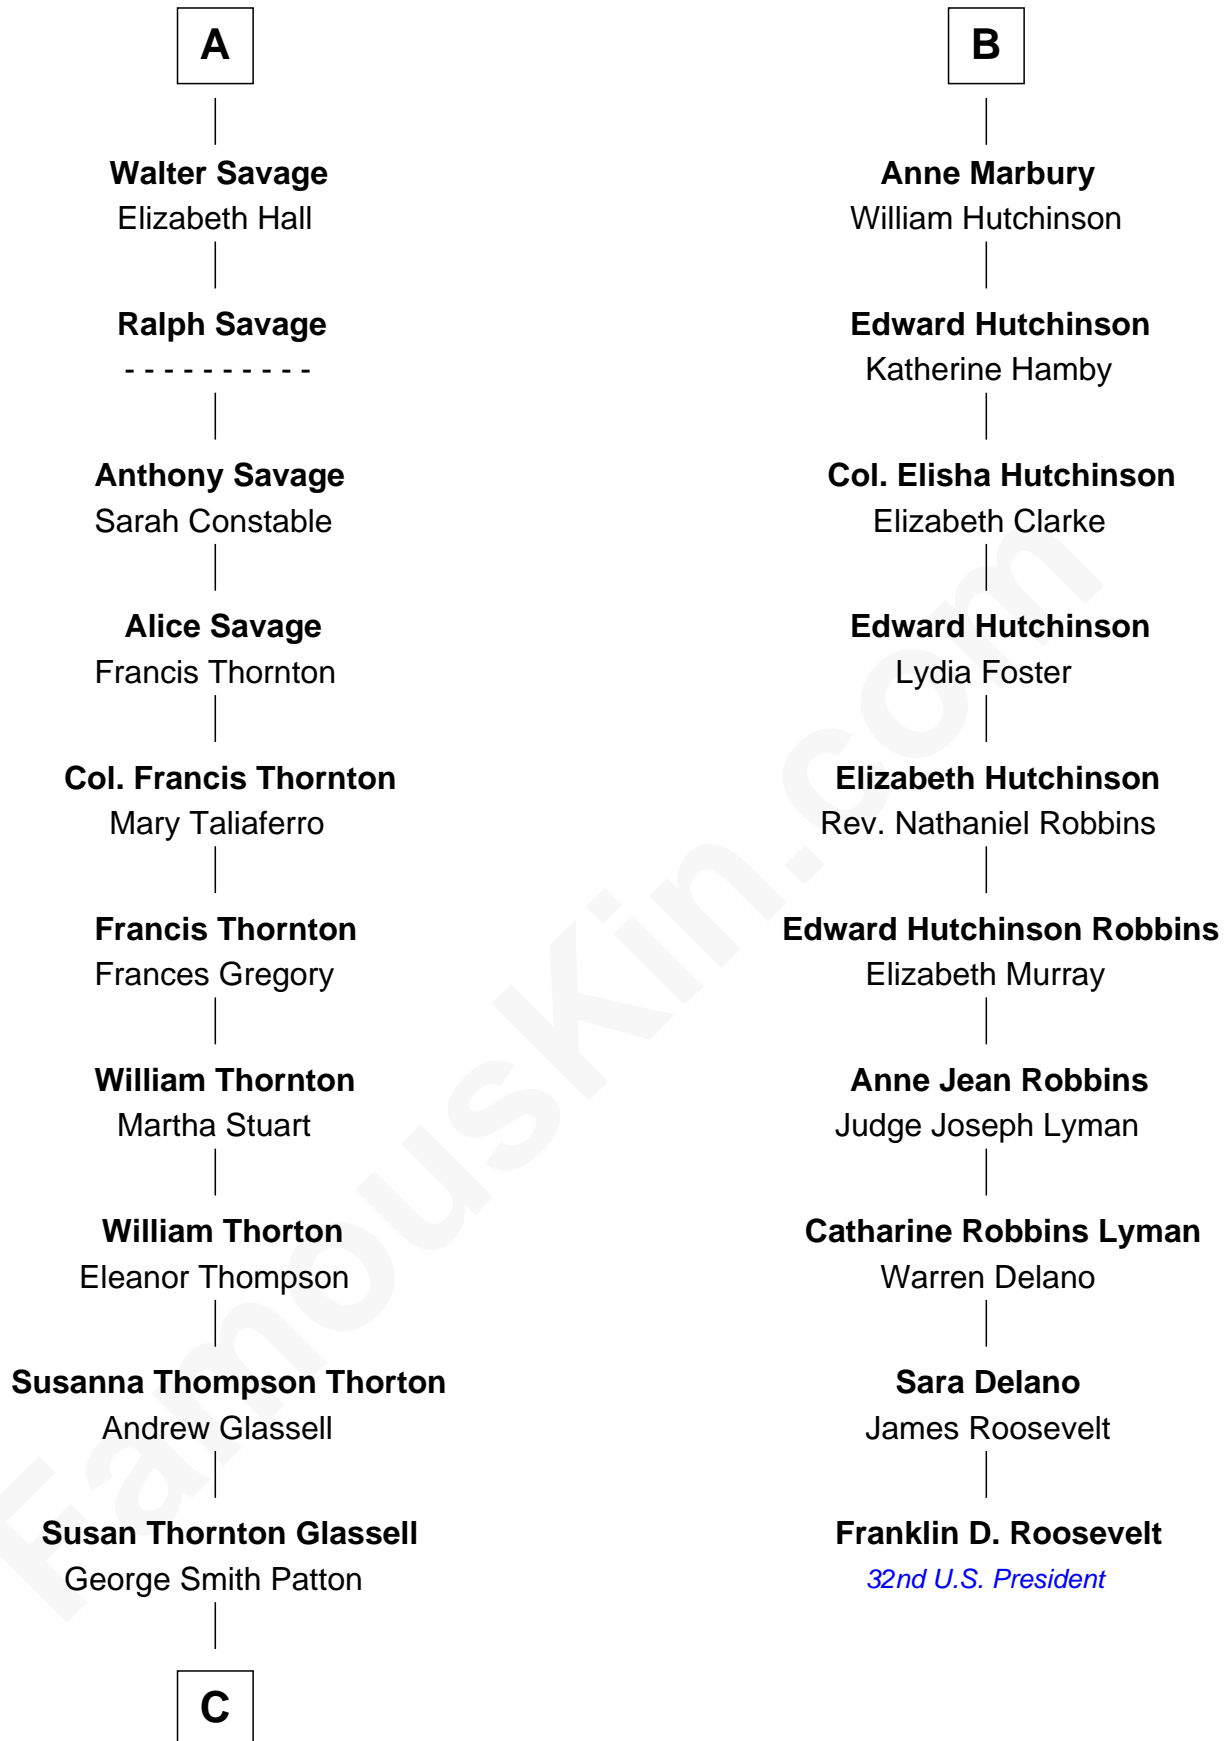 A
Walter Savage
Elizabeth Hall
Ralph Savage
- - - - - - - - - -
Anthony Savage
Sarah Constable
Alice Savage
Francis Thornton
Col. Francis Thornton
Mary Taliaferro
Francis Thornton
Frances Gregory
William Thornton
Martha Stuart
William Thorton
Eleanor Thompson
Susanna Thompson Thorton
Andrew Glassell
Susan Thornton Glassell
George Smith Patton
C
B
Anne Marbury
William Hutchinson
Edward Hutchinson
Katherine Hamby
Col. Elisha Hutchinson
Elizabeth Clarke
Edward Hutchinson
Lydia Foster
Elizabeth Hutchinson
Rev. Nathaniel Robbins
Edward Hutchinson Robbins
Elizabeth Murray
Anne Jean Robbins
Judge Joseph Lyman
Catharine Robbins Lyman
Warren Delano
Sara Delano
James Roosevelt
Franklin D. Roosevelt
32nd U.S. President
FamousKin.com